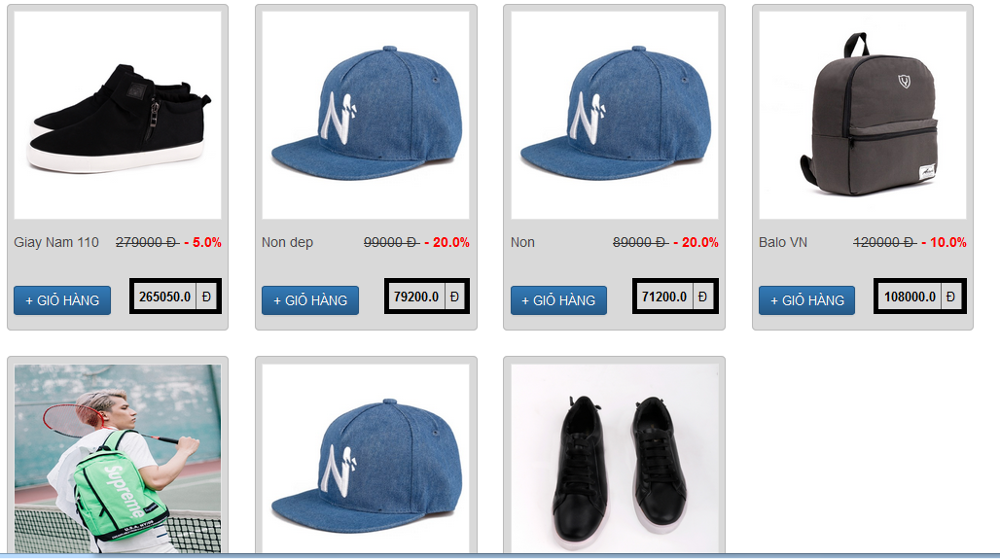 Giay Nam 110 279000 Đ - 5.0%
+ GIỎ HÀNG 265050.0 Đ
Non dep 99000 Đ - 20.0%
+ GIỎ HÀNG 79200.0 Đ
Non 89000 Đ - 20.0%
+ GIỎ HÀNG 71200.0 Đ
Balo VN 120000 Đ - 10.0%
+ GIỎ HÀNG 108000.0 Đ
Supreme